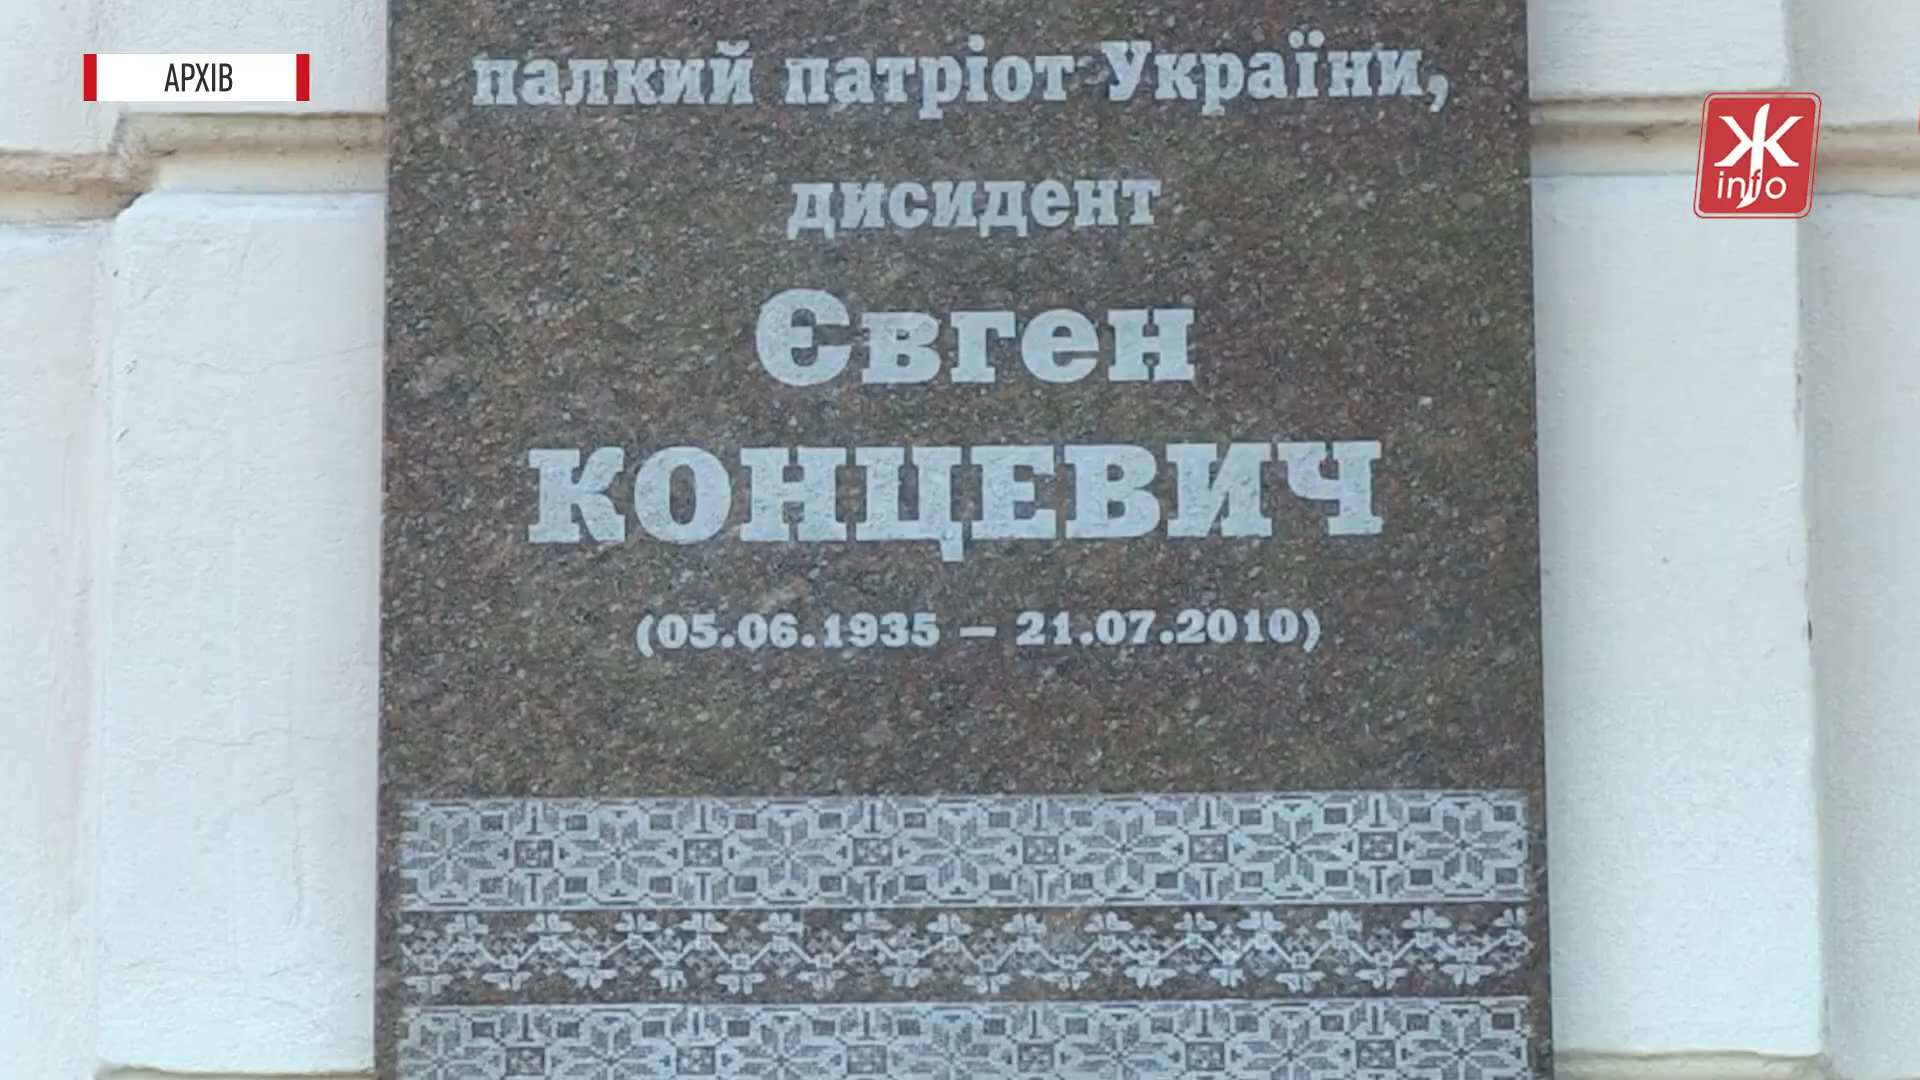 АРХІВ
палкий патріот України,
дисидент
Євген
КОНЦЕВИЧ
(05.06.1935 – 21.07.2010)
Ж
info